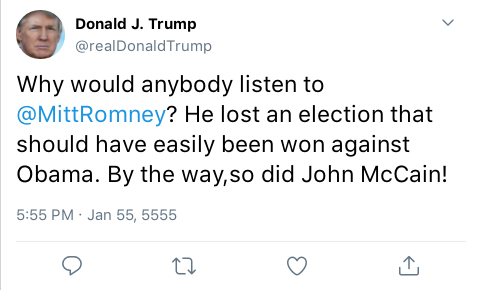 Donald J. Trump
@realDonaldTrump
Why would anybody listen to
@MittRomney? He lost an election that
should have easily been won against
Obama. By the way,so did John McCain!
5:55 PM · Jan 55, 5555